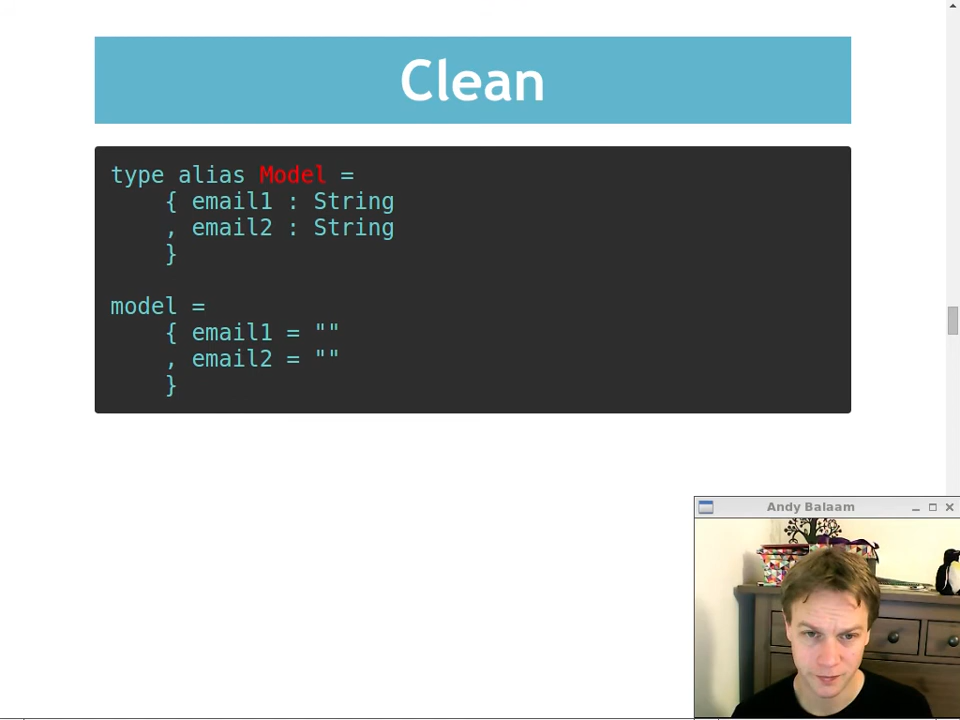 Clean
type alias Model =
    { email1 : String
    , email2 : String
    }
model =
    { email1 = ""
    , email2 = ""
    }
Andy Balaam